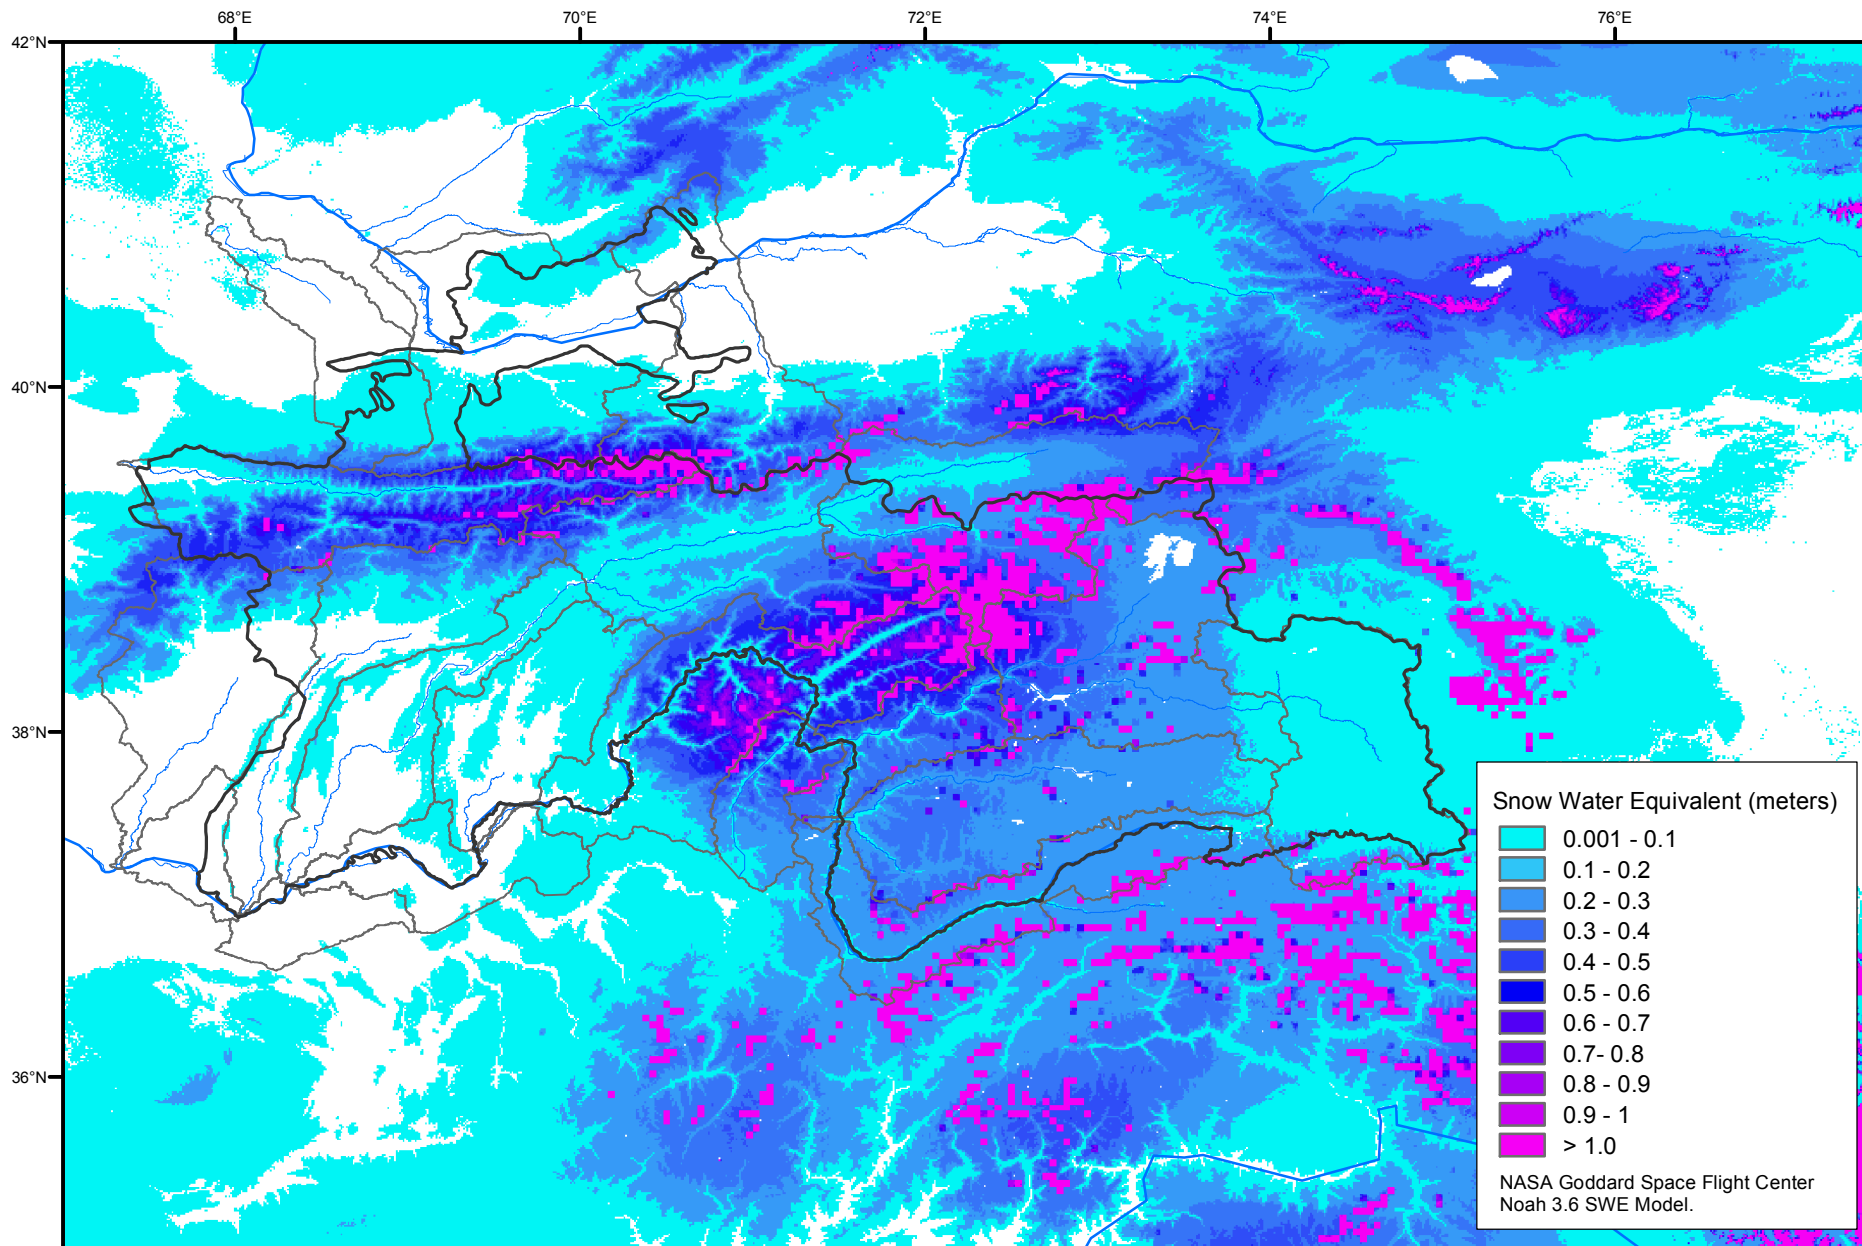 68°E
70°E
72°E
74°E
76°E
42°N
40°N
38°N
36°N
Snow Water Equivalent (meters)
0.001 - 0.1
0.1 - 0.2
0.2 - 0.3
0.3 - 0.4
0.4 - 0.5
0.5 - 0.6
0.6 - 0.7
0.7- 0.8
0.8 - 0.9
0.9 - 1
> 1.0
NASA Goddard Space Flight Center
Noah 3.6 SWE Model.